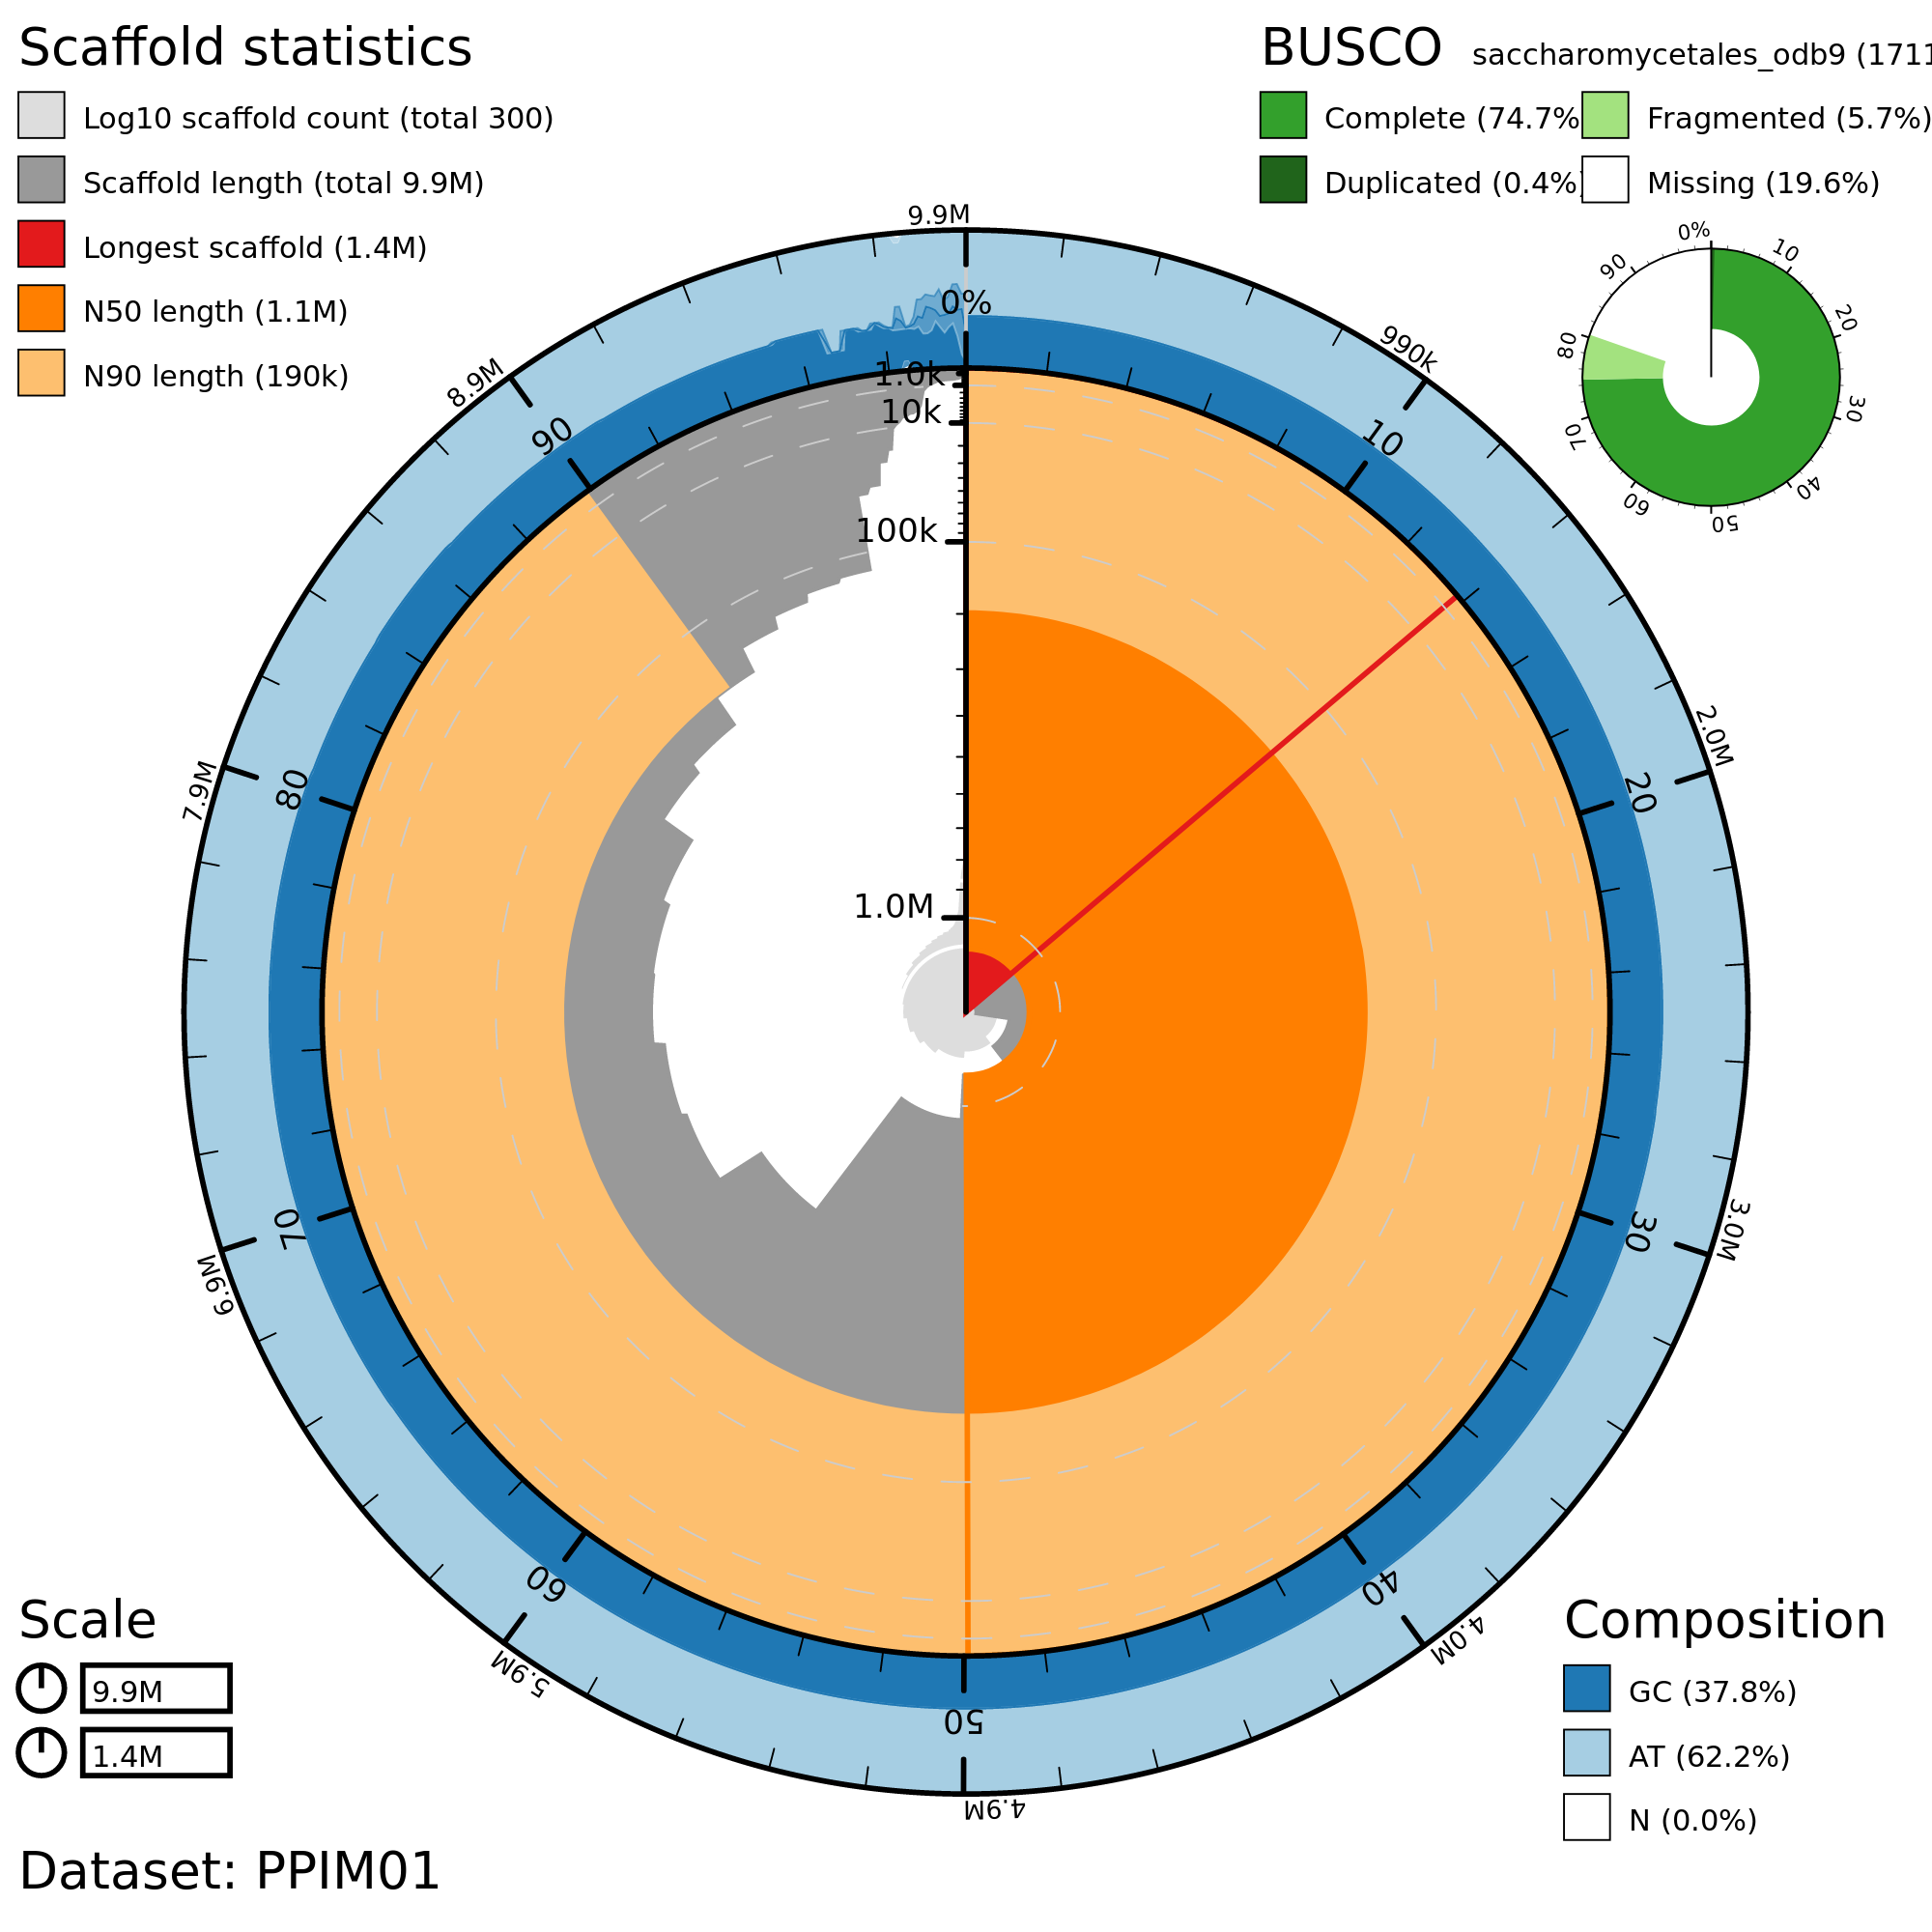 Scaffold statistics
Log10 scaffold count (total 300)
Scaffold length (total 9.9M)
Longest scaffold (1.4M)
N50 length (1.1M)
N90 length (190k)
BUSCO saccharomycetales_odb9 (1711
Complete (74.7% Fragmented (5.7%)
Duplicated (0.4%) Missing (19.6%)
0%
10
20
30
40
50
60
70
80
90
9.9M
990k
2.0M
3.0M
4.0M
4.9M
5.9M
6.9M
7.9M
8.9M
0%
10
20
30
40
50
60
70
80
90
1.0k
10k
100k
1.0M
Scale
9.9M
1.4M
Composition
GC (37.8%)
AT (62.2%)
N (0.0%)
Dataset: PPIM01